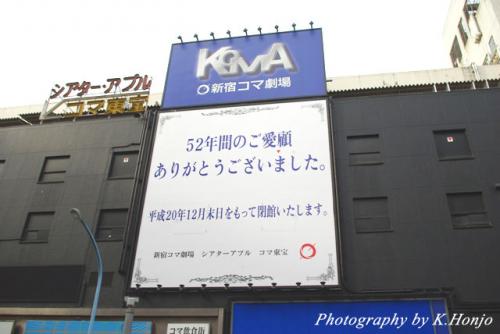 KOMA
新宿コマ劇場
シアターアプル
コマ東宝
52年間のご愛顧
ありがとうございました。
平成20年12月末日をもって閉館いたします。
新宿コマ劇場 シアターアプル コマ東宝
コマ飲食街
Photography by K.Honjo